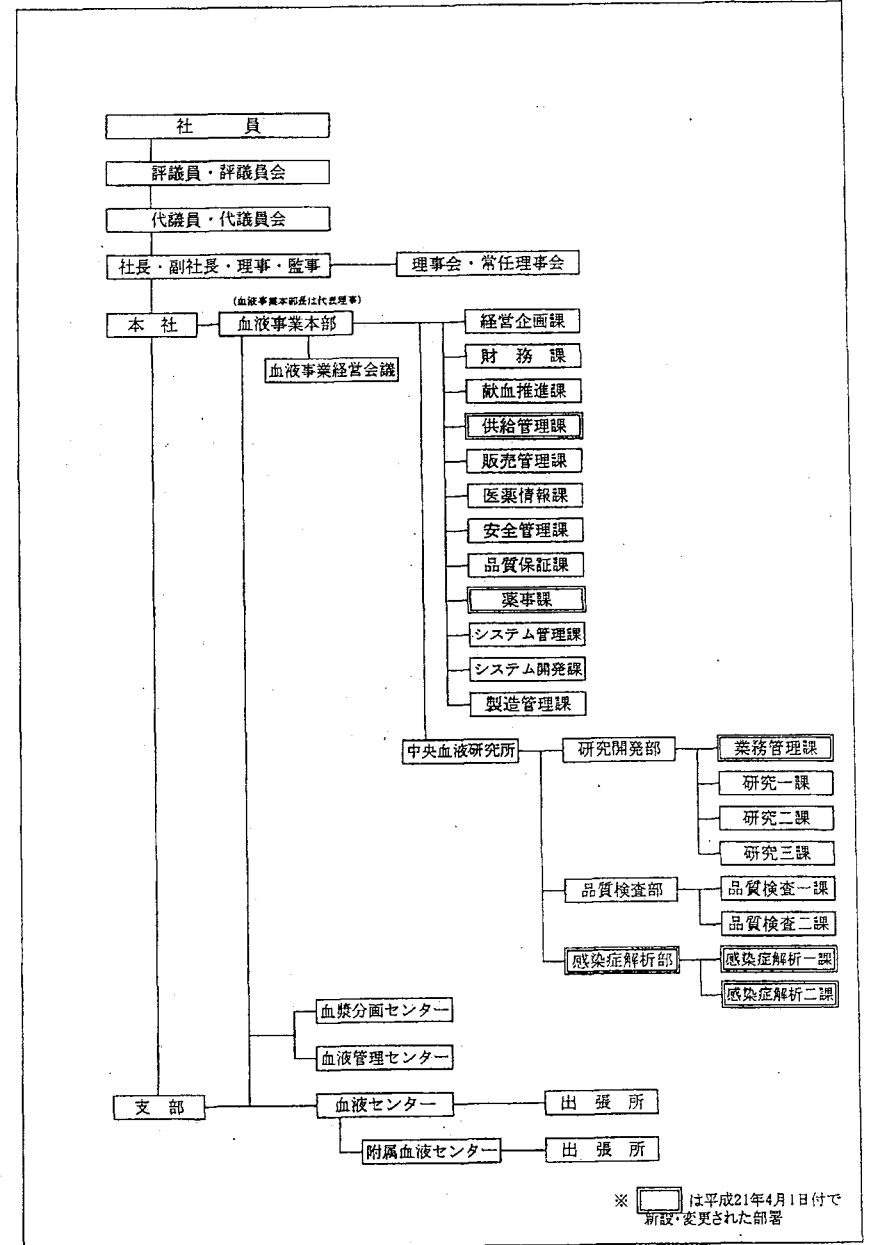 社員
評議員・評議員会
代議員・代議員会
社長・副社長・理事・監事
理事会・常任理事会
(血液事業本部長は代表理事)
本社
血液事業本部
血液事業経営会議
経営企画課
財務課
献血推進課
供給管理課
販売管理課
医薬情報課
安全管理課
品質保証課
薬事課
システム管理課
システム開発課
製造管理課
中央血液研究所
研究開発部
業務管理課
研究一課
研究二課
研究三課
品質検査部
品質検査一課
品質検査二課
感染症解析部
感染症解析一課
感染症解析二課
血漿分画センター
血液管理センター
支部
血液センター
出張所
附属血液センター
出張所
※ は平成21年4月1日付で
新設・変更された部署